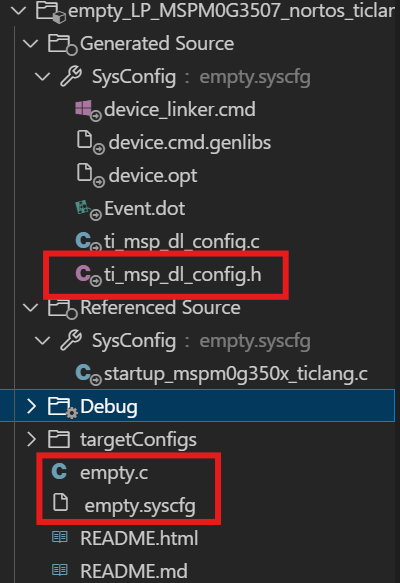 empty_LP_MSPM0G3507_nortos_ticlar
Generated Source
SysConfig : empty.syscfg
device_linker.cmd
device.cmd.genlibs
device.opt
Event.dot
ti_msp_dl_config.c
ti_msp_dl_config.h
Referenced Source
SysConfig : empty.syscfg
startup_mspm0g350x_ticlang.c
Debug
targetConfigs
empty.c
empty.syscfg
README.html
README.md